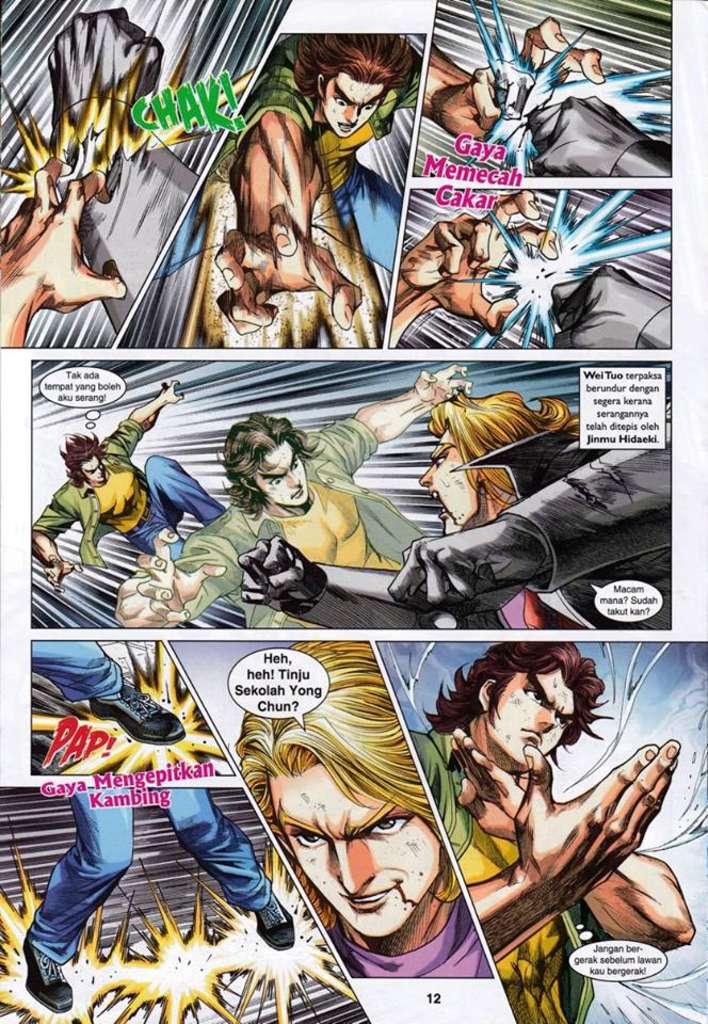 CHAK!
Gaya
Memecah
Cakar
Tak ada
tempat yang boleh
aku serang!
Wei Tuo terpaksa
berundur dengan
segera kerana
serangannya
telah ditepis oleh
Jinmu Hidaeki.
Macam
mana? Sudah
takut kan?
PAP!
Gaya Mengepitkan
Kambing
Heh,
heh! Tinju
Sekolah Yong
Chun?
Jangan ber-
gerak sebelum lawan
kau bergerak!
12